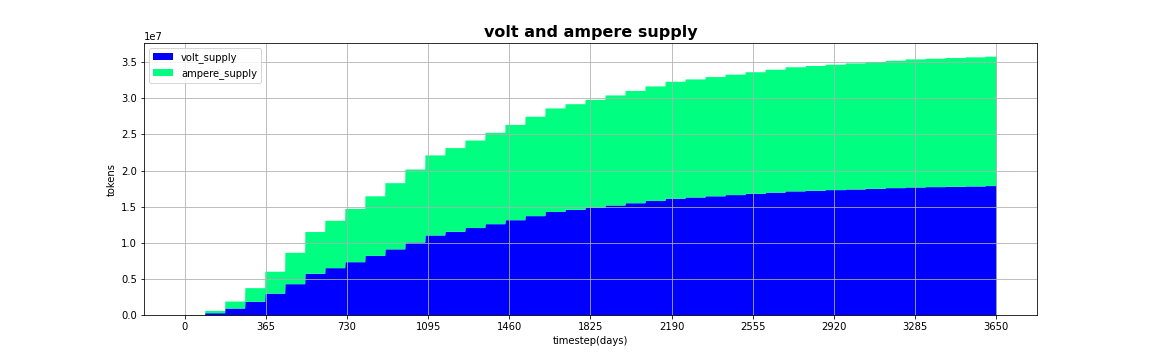 volt and ampere supply
1e7
volt_supply
ampere_supply
3.5
3.0
2.5
2.0
1.5
1.0
0.5
0.0
tokens
0 365 730 1095 1460 1825 2190 2555 2920 3285 3650
timestep(days)